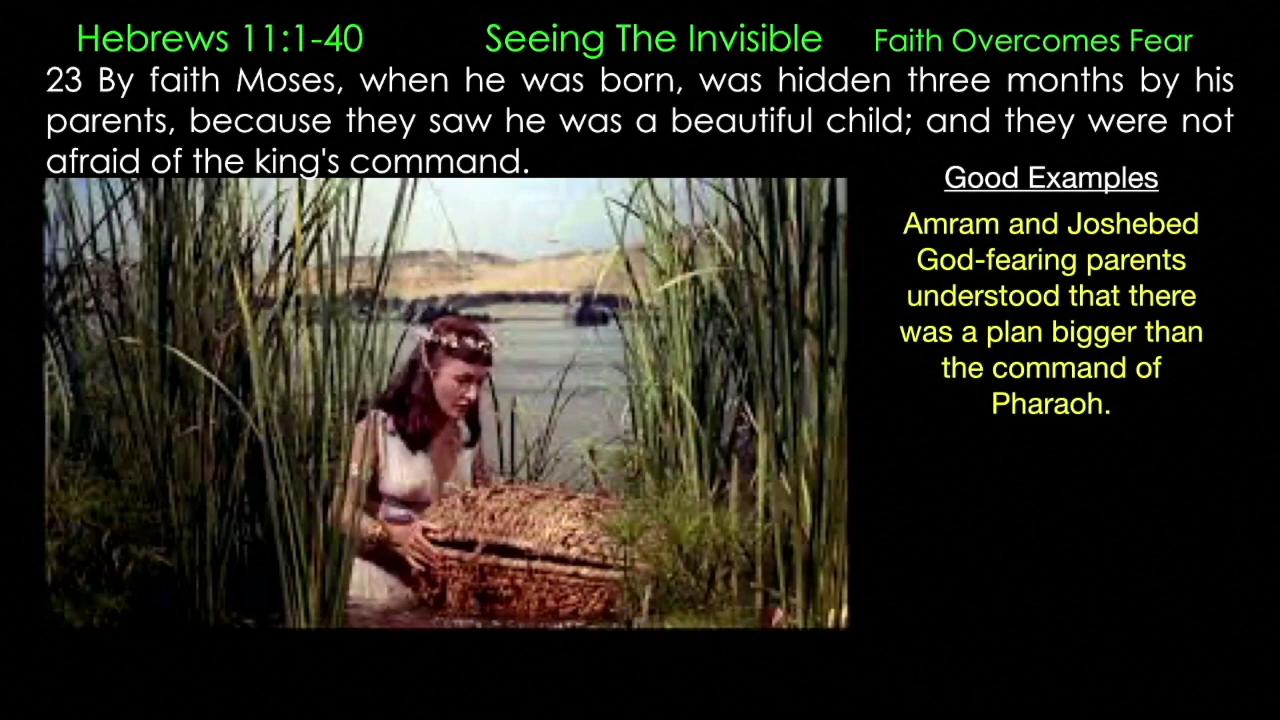 Hebrews 11:1-40 Seeing The Invisible Faith Overcomes Fear
23 By faith Moses, when he was born, was hidden three months by his
parents, because they saw he was a beautiful child; and they were not
afraid of the king's command.
Good Examples
Amram and Joshebed
God-fearing parents
understood that there
was a plan bigger than
the command of
Pharaoh.